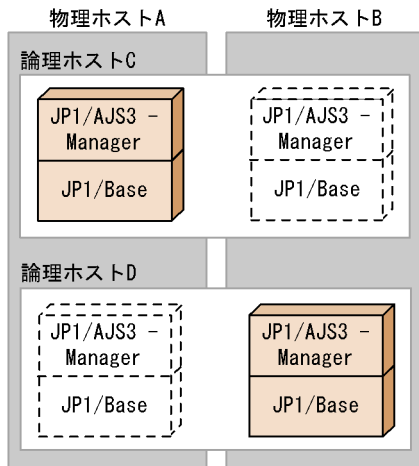 物理ホストA
物理ホストB
論理ホストC
JP1/AJS3 -
Manager
JP1/Base
JP1/AJS3 -
Manager
JP1/Base
論理ホストD
JP1/AJS3 -
Manager
JP1/Base
JP1/AJS3 -
Manager
JP1/Base